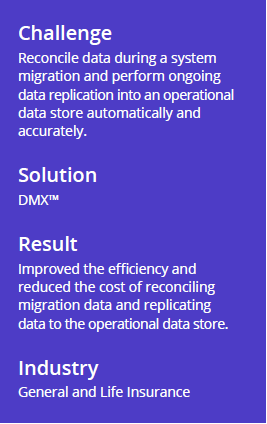 Challenge
Reconcile data during a system
migration and perform ongoing
data replication into an operational
data store automatically and
accurately.
Solution
DMX™
Result
Improved the efficiency and
reduced the cost of reconciling
migration data and replicating
data to the operational data store.
Industry
General and Life Insurance